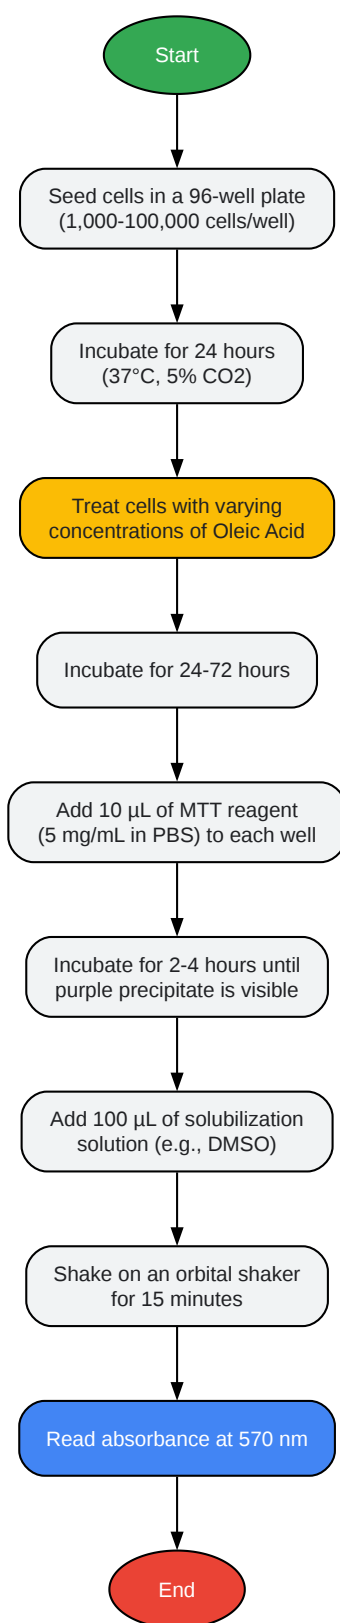 Start
Seed cells in a 96-well plate
(1,000-100,000 cells/well)
Incubate for 24 hours
(37°C, 5% CO2)
Treat cells with varying
concentrations of Oleic Acid
Incubate for 24-72 hours
Add 10 µL of MTT reagent
(5 mg/mL in PBS) to each well
Incubate for 2-4 hours until
purple precipitate is visible
Add 100 µL of solubilization
solution (e.g., DMSO)
Shake on an orbital shaker
for 15 minutes
Read absorbance at 570 nm
End